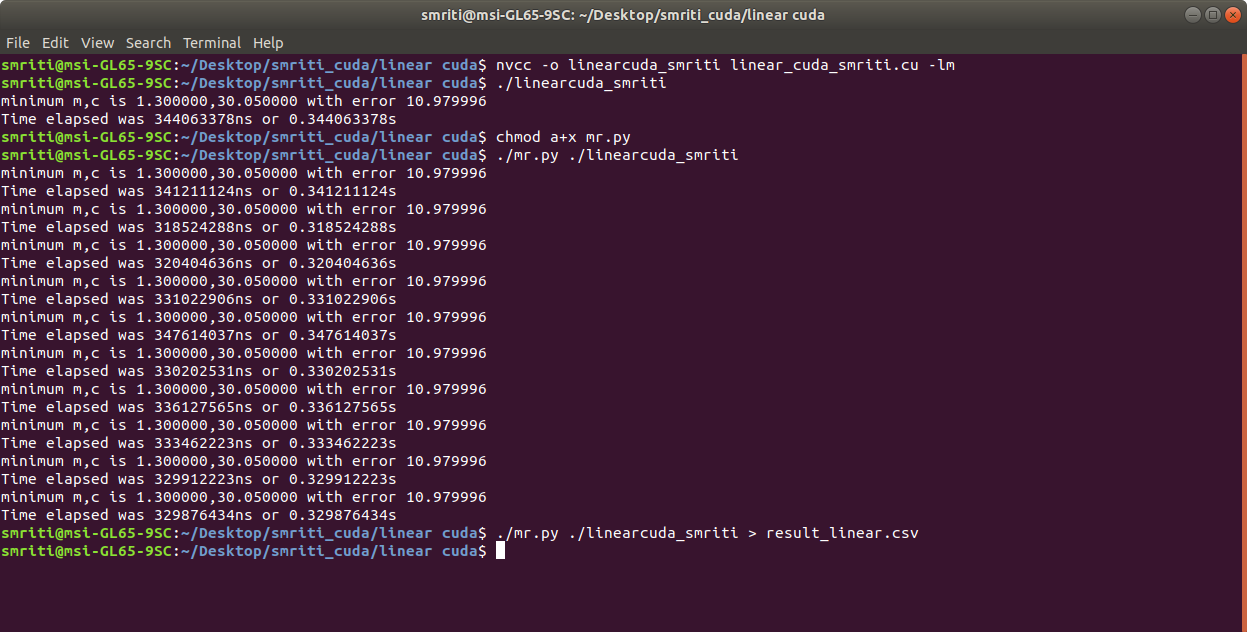 smriti@msi-GL65-9SC: ~/Desktop/smriti_cuda/linear cuda
File Edit View Search Terminal Help
smriti@msi-GL65-9SC:~/Desktop/smriti_cuda/linear cuda$ nvcc -o linearcuda_smriti linear_cuda_smriti.cu -lm
smriti@msi-GL65-9SC:~/Desktop/smriti_cuda/linear cuda$ ./linearcuda_smriti
minimum m,c is 1.300000,30.050000 with error 10.979996
Time elapsed was 344063378ns or 0.344063378s
smriti@msi-GL65-9SC:~/Desktop/smriti_cuda/linear cuda$ chmod a+x mr.py
smriti@msi-GL65-9SC:~/Desktop/smriti_cuda/linear cuda$ ./mr.py ./linearcuda_smriti
minimum m,c is 1.300000,30.050000 with error 10.979996
Time elapsed was 341211124ns or 0.341211124s
minimum m,c is 1.300000,30.050000 with error 10.979996
Time elapsed was 318524288ns or 0.318524288s
minimum m,c is 1.300000,30.050000 with error 10.979996
Time elapsed was 320404636ns or 0.320404636s
minimum m,c is 1.300000,30.050000 with error 10.979996
Time elapsed was 331022906ns or 0.331022906s
minimum m,c is 1.300000,30.050000 with error 10.979996
Time elapsed was 347614037ns or 0.347614037s
minimum m,c is 1.300000,30.050000 with error 10.979996
Time elapsed was 330202531ns or 0.330202531s
minimum m,c is 1.300000,30.050000 with error 10.979996
Time elapsed was 336127565ns or 0.336127565s
minimum m,c is 1.300000,30.050000 with error 10.979996
Time elapsed was 333462223ns or 0.333462223s
minimum m,c is 1.300000,30.050000 with error 10.979996
Time elapsed was 329912223ns or 0.329912223s
minimum m,c is 1.300000,30.050000 with error 10.979996
Time elapsed was 329876434ns or 0.329876434s
smriti@msi-GL65-9SC:~/Desktop/smriti_cuda/linear cuda$ ./mr.py ./linearcuda_smriti > result_linear.csv
smriti@msi-GL65-9SC:~/Desktop/smriti_cuda/linear cuda$